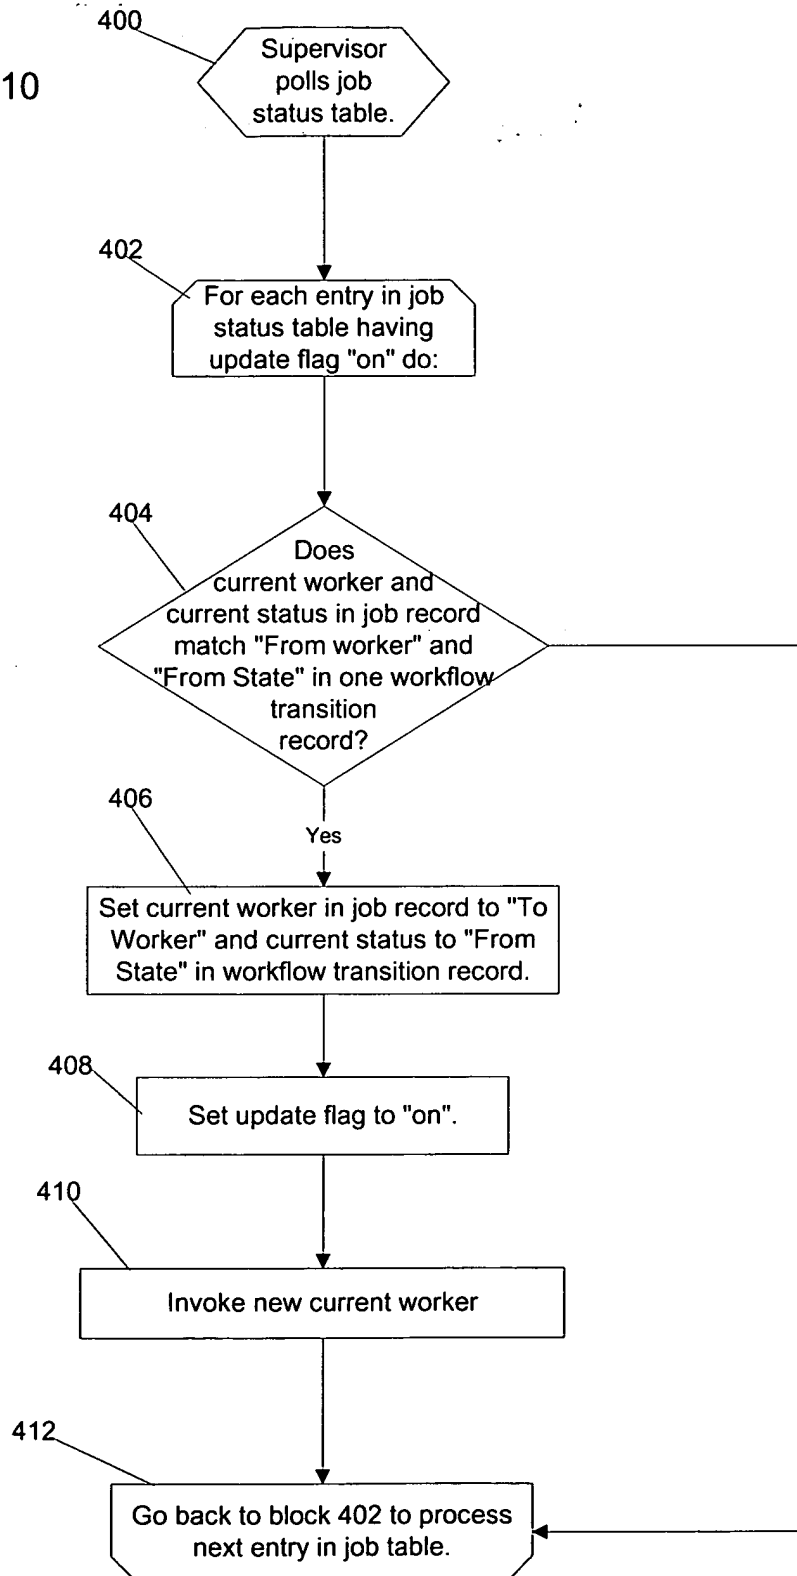 400
Supervisor
polls job
status table.
10
402
For each entry in job
status table having
update flag "on" do:
404
Does
current worker and
current status in job record
match "From worker" and
"From State" in one workflow
transition
record?
406
Yes
Set current worker in job record to "To
Worker" and current status to "From
State" in workflow transition record.
408
Set update flag to "on".
410
Invoke new current worker
412
Go back to block 402 to process
next entry in job table.